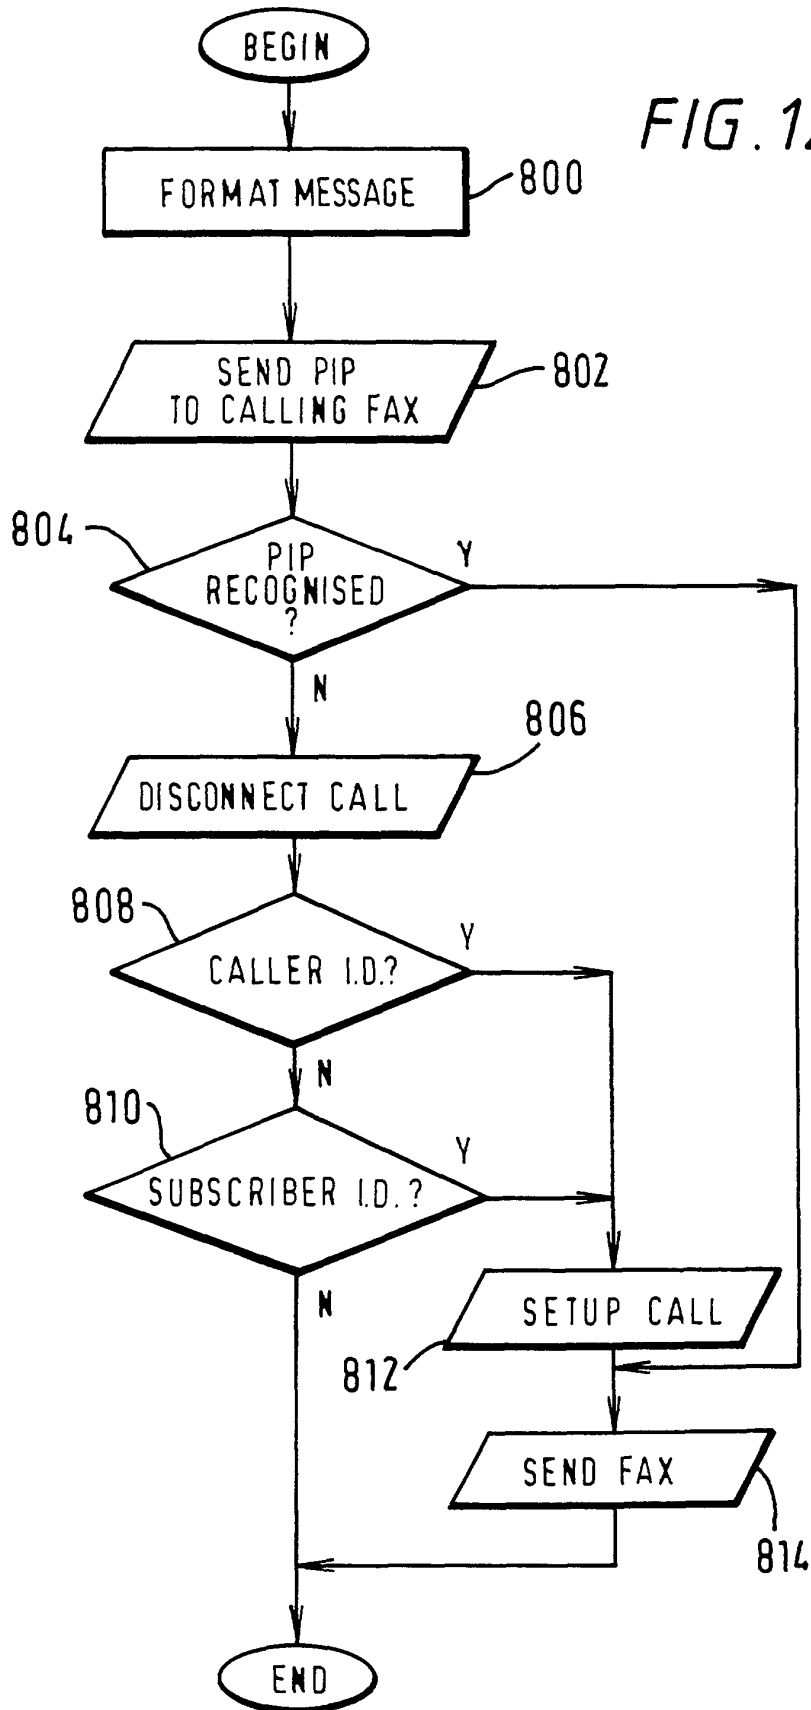 BEGIN
FIG.12
FORMAT MESSAGE
800
SEND PIP
TO CALLING FAX
802
804
PIP
RECOGNISED
?
Y
N
806
DISCONNECT CALL
808
CALLER I.D.?
Y
N
810
SUBSCRIBER I.D.?
Y
N
SETUP CALL
812
SEND FAX
814
END